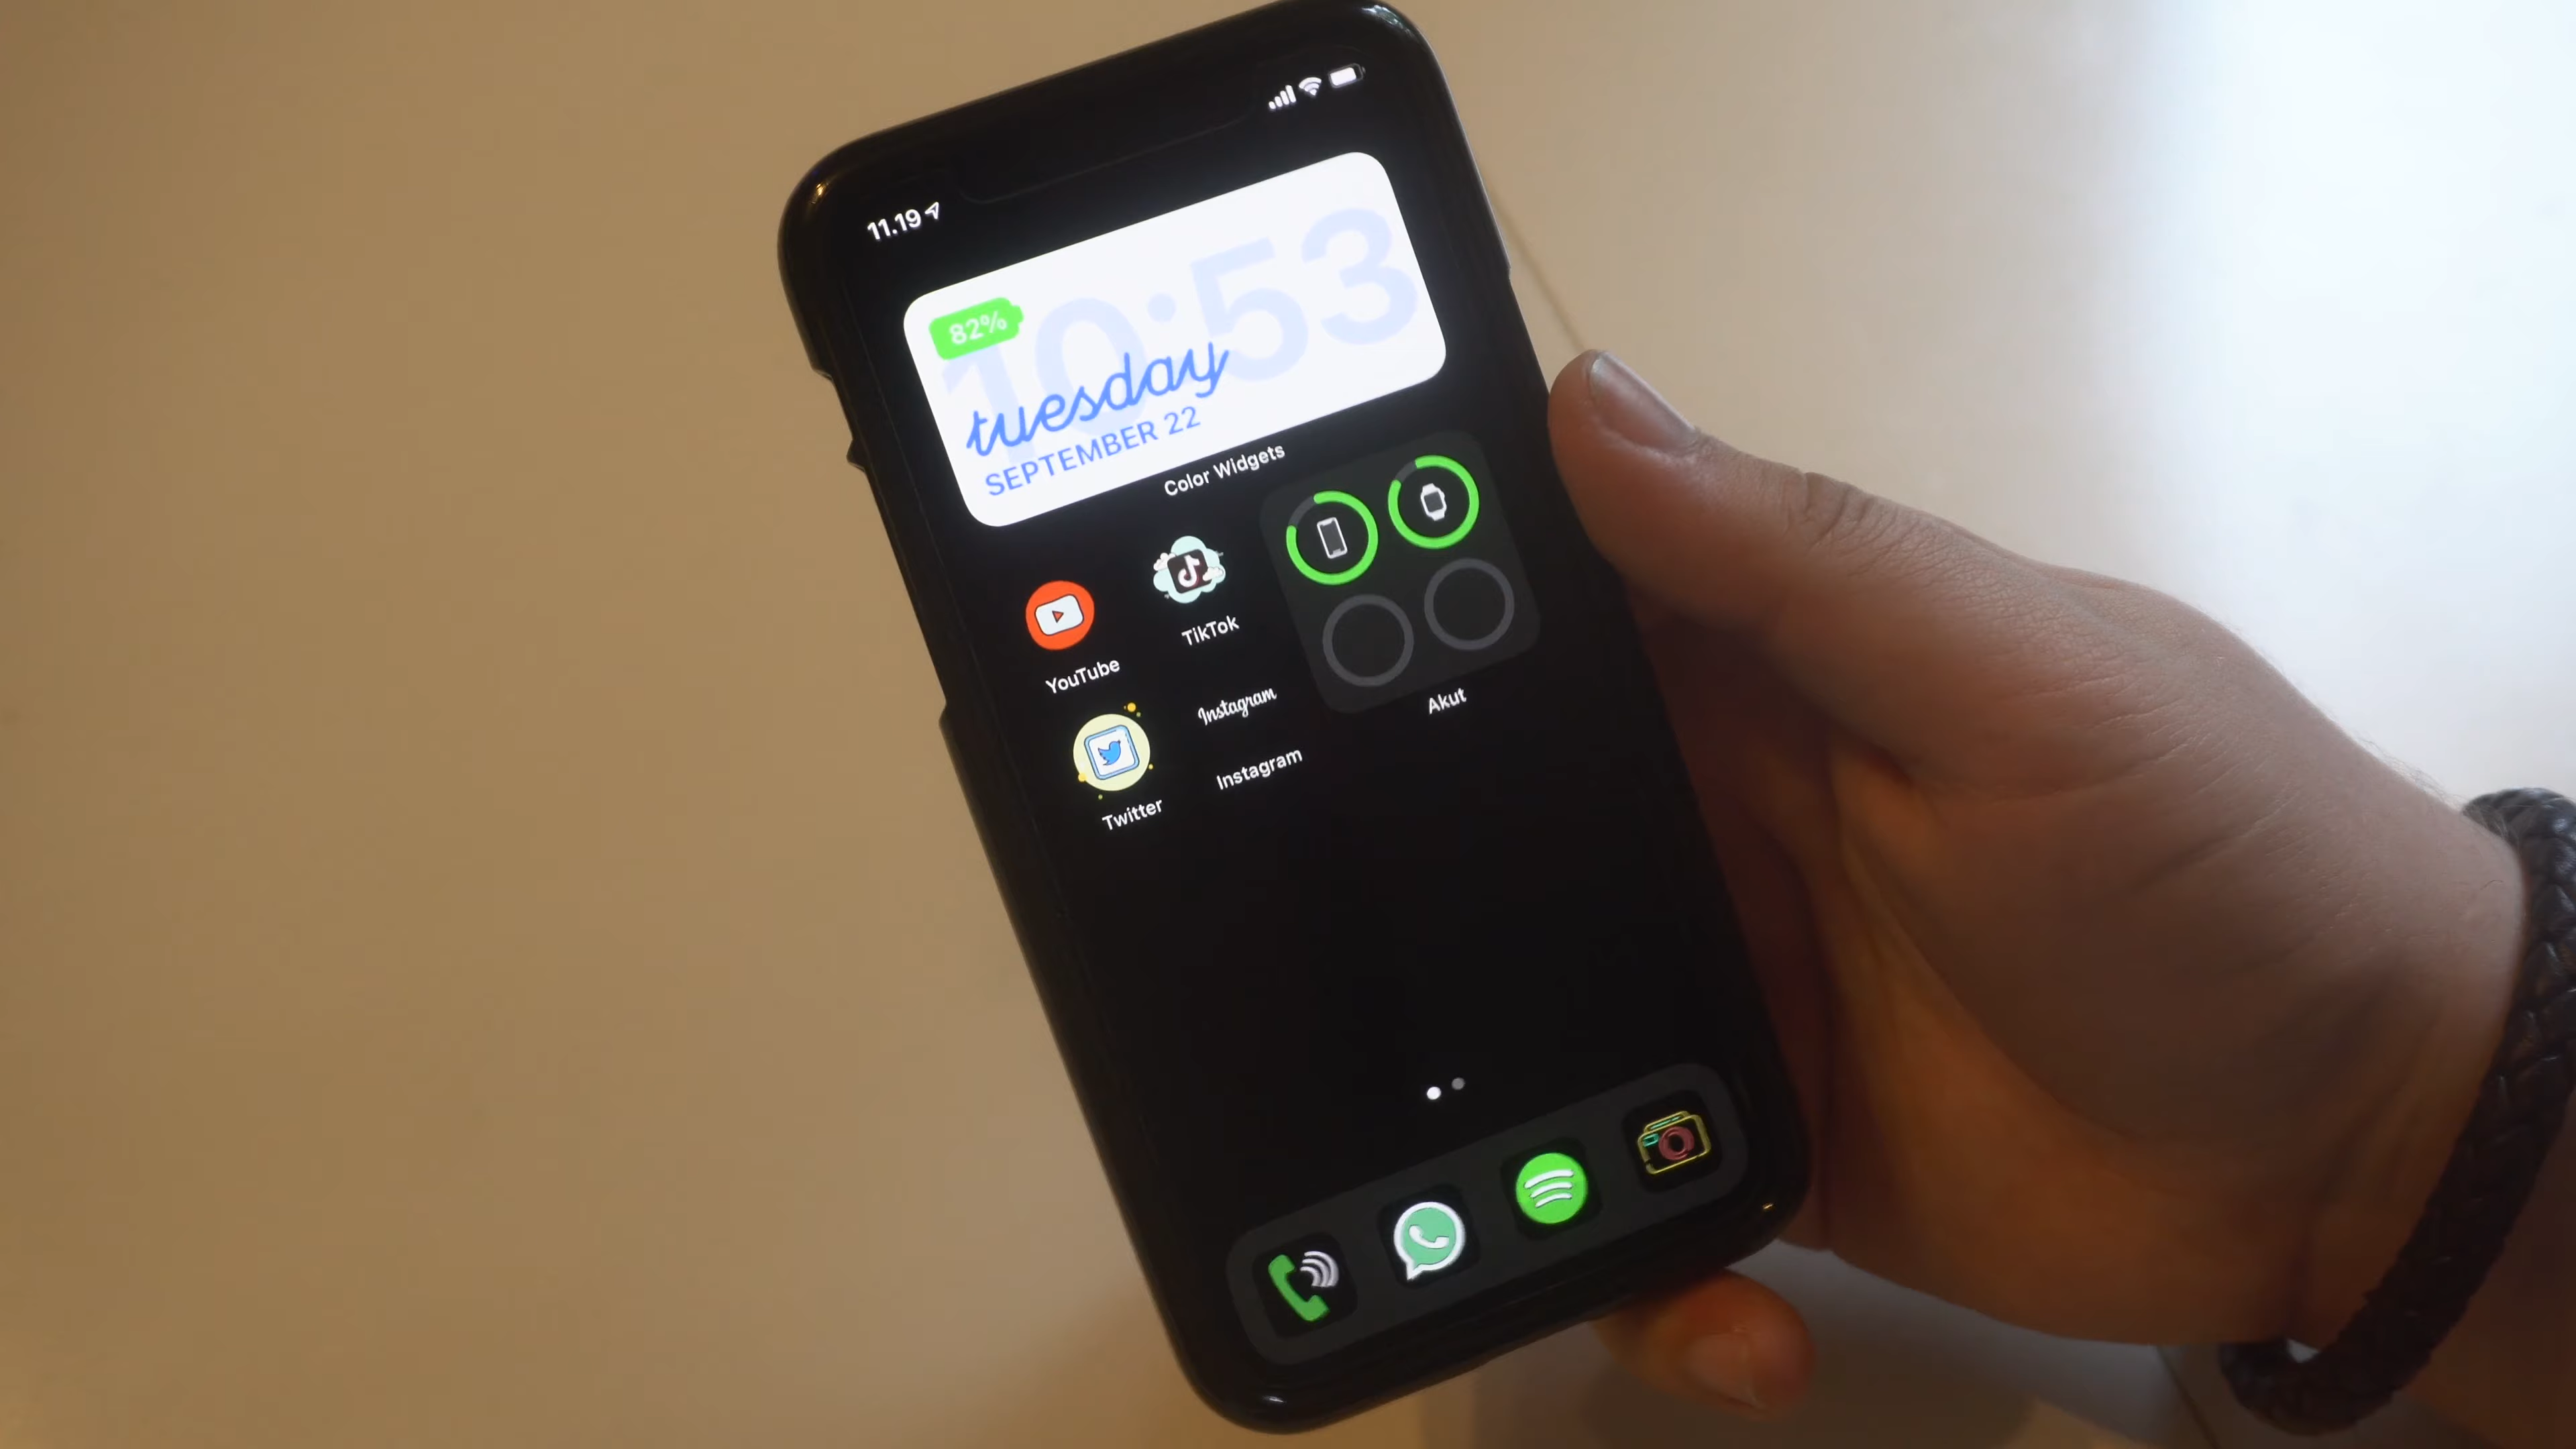 11.19
82%
10:53
tuesday
SEPTEMBER 22
Color Widgets
YouTube
TikTok
Akut
Instagram
Twitter
Instagram